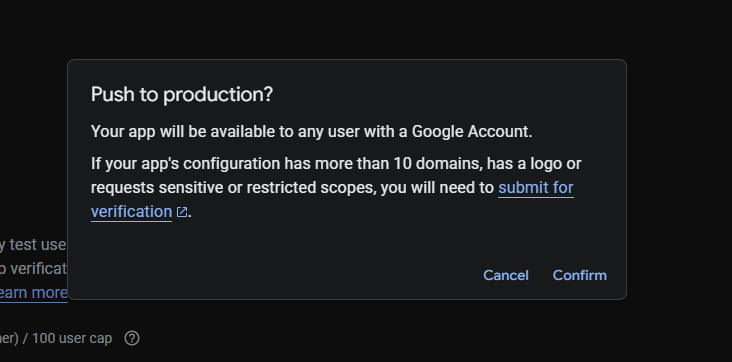 Push to production?
Your app will be available to any user with a Google Account.
If your app's configuration has more than 10 domains, has a logo or
requests sensitive or restricted scopes, you will need to submit for
verification.
Cancel Confirm
y test use
verificat
earn more
/ 100 user cap